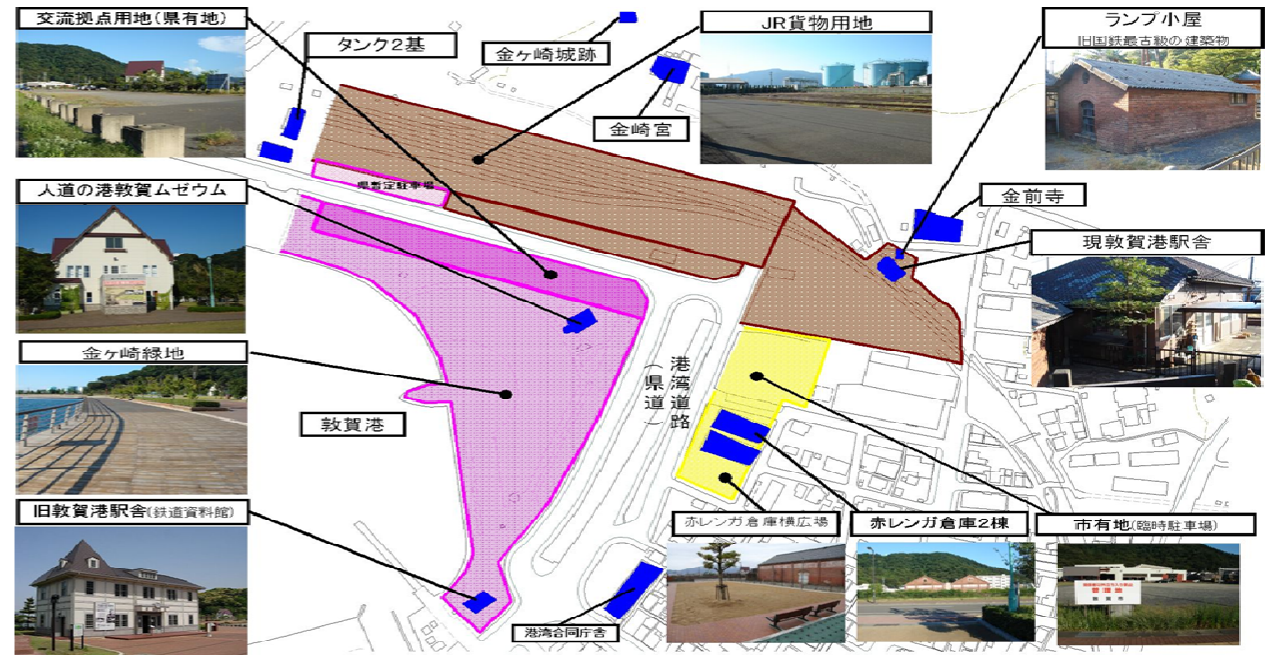 交流拠点用地(県有地)
タンク2基
金ヶ崎城跡
JR貨物用地
ランプ小屋
旧国鉄最古級の建築物
金崎宮
県暫定駐車場
人道の港敦賀ムゼウム
金前寺
現敦賀港駅舎
金ヶ崎緑地
港湾道路
(県道)
敦賀港
旧敦賀港駅舎(鉄道資料館)
赤レンガ倉庫横広場
赤レンガ倉庫2棟
市有地(臨時駐車場)
港湾合同庁舎